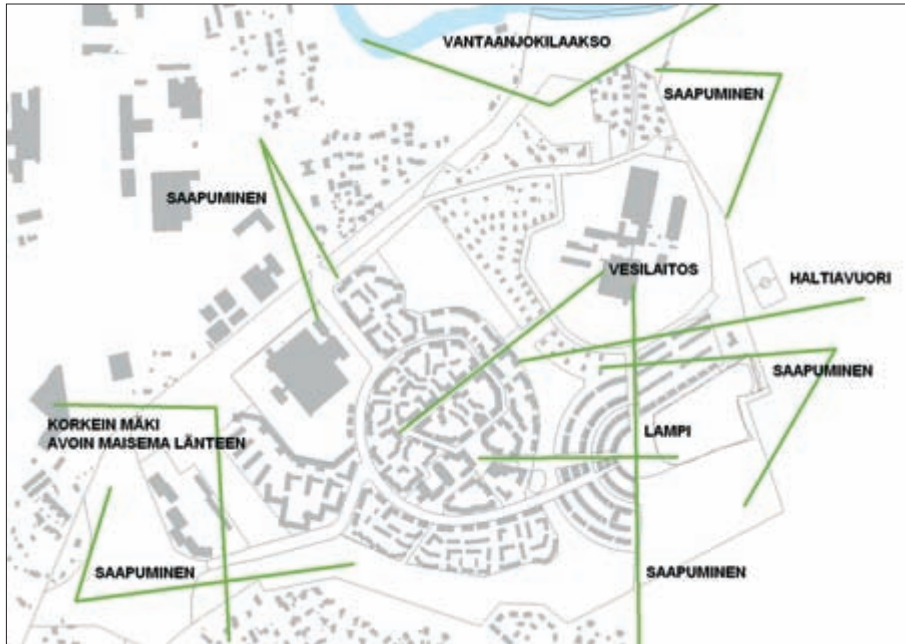 VANTAANJOKILAAKSO
SAAPUMINEN
SAAPUMINEN
VESILAITOS
HALTIAVUORI
SAAPUMINEN
KORKEIN MÄKI
AVOIN MAISEMA LÄNTEEN
LAMPI
SAAPUMINEN
SAAPUMINEN